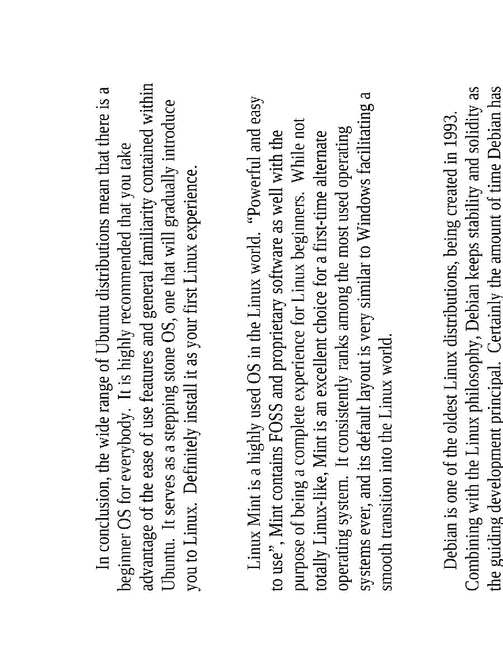 In conclusion, the wide range of Ubuntu distributions mean that there is a
beginner OS for everybody.  It is highly recommended that you take
advantage of the ease of use features and general familiarity contained within
Ubuntu.  It serves as a stepping stone OS, one that will gradually introduce
you to Linux.  Definitely install it as your first Linux experience.
Linux Mint is a highly used OS in the Linux world.  “Powerful and easy
to use”, Mint contains FOSS and proprietary software as well with the
purpose of being a complete experience for Linux beginners.  While not
totally Linux-like, Mint is an excellent choice for a first-time alternate
operating system.  It consistently ranks among the most used operating
systems ever, and its default layout is very similar to Windows facilitating a
smooth transition into the Linux world.
Debian is one of the oldest Linux distributions, being created in 1993.
Combining with the Linux philosophy, Debian keeps stability and solidity as
the guiding development principal.  Certainly the amount of time Debian has